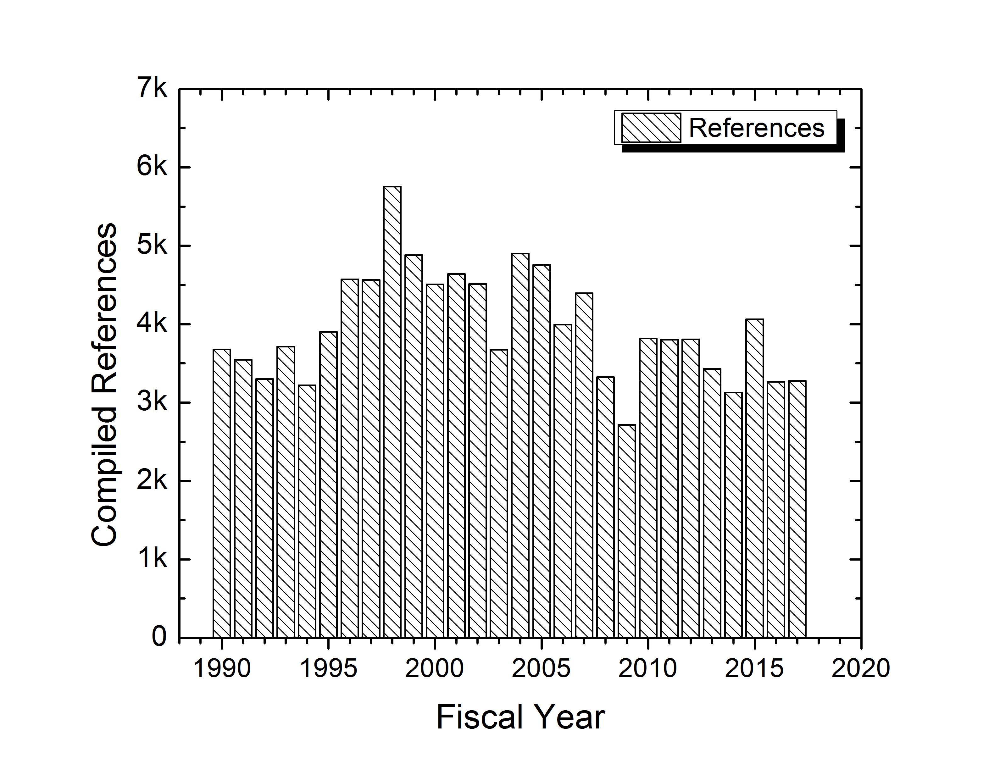 7k
6k
5k
4k
3k
2k
1k
0
Compiled References
References
1990 1995 2000 2005 2010 2015 2020
Fiscal Year